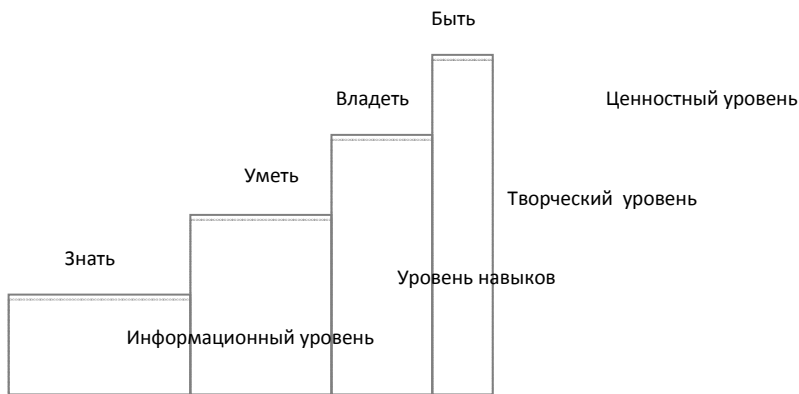 Быть
Владеть
Ценностный уровень
Уметь
Творческий уровень
Знать
Уровень навыков
Информационный уровень